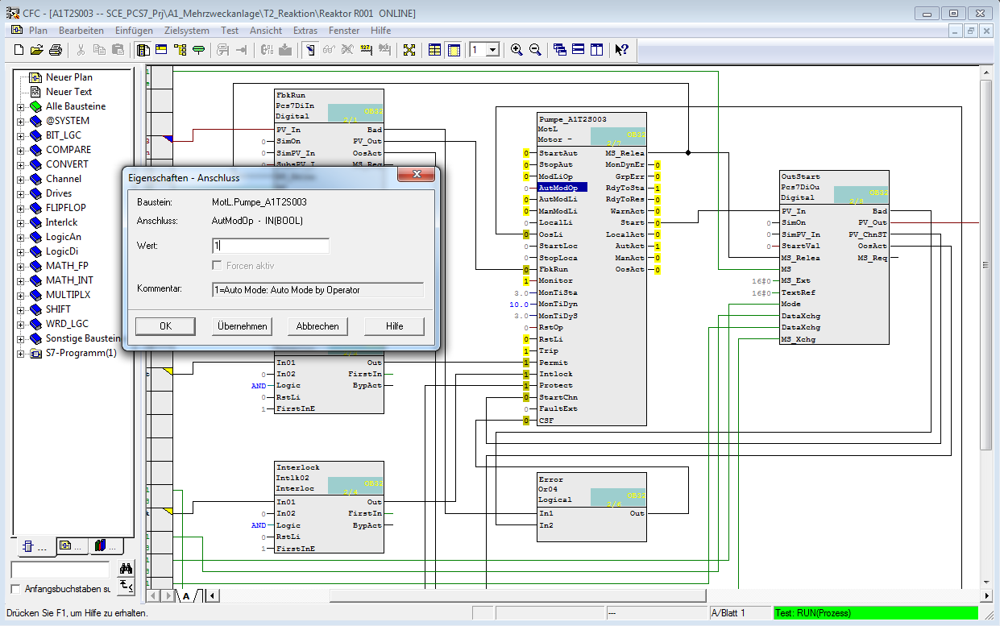 CFC - [A1T2S003 -- SCE_PCS7_Prj\A1_Mehrzweckanlage\T2_Reaktion\Reaktor R001 ONLINE]
Plan Bearbeiten Einfügen Zielsystem Test Ansicht Extras Fenster Hilfe
1
Neuer Plan
Neuer Text
Alle Bausteine
@SYSTEM
BIT_LGC
COMPARE
CONVERT
Channel
Drives
FLIPFLOP
Interlck
LogicAn
LogicDi
MATH_FP
MATH_INT
MULTIPLX
SHIFT
WRD_LGC
Sonstige Baustein
S7-Programm(1)
Anfangsbuchstaben su
FbkRun
Pcs7DiIn
Digital
OB32
2/1
PV_In Bad
0 SimOn PV_Out
0 SimPV_In OosAct
0 SubsPV_I MS_Req
Eigenschaften - Anschluss
Baustein: MotL.Pumpe_A1T2S003
Anschluss: AutModOp - IN(BOOL)
Wert: 1
Forcen aktiv
Kommentar: 1=Auto Mode: Auto Mode by Operator
OK Übernehmen Abbrechen Hilfe
In01 Out
0 In02 FirstIn
AND Logic BypAct
0 RstLi
1 FirstInE
Interlock
Intlk02
Interloc
OB32
2/4
In01 Out
0 In02 FirstIn
AND Logic BypAct
0 RstLi
1 FirstInE
Pumpe_A1T2S003
MotL
Motor -
OB32
2/7
0 StartAut MS_Relea
0 StopAut MonDynEr 0
0 ModLiOp GrpErr 0
0 AutModOp RdyToSta 1
0 AutModLi RdyToRes 0
0 ManModLi WarnAct 0
0 LocalLi Start 0
0 OosLi LocalAct 0
0 StartLoc AutAct 1
0 StopLoca ManAct 0
0 FbkRun OosAct 0
1 Monitor
3.0 MonTiSta
10.0 MonTiDyn
3.0 MonTiDyS
0 RstOp
0 RstLi
1 Trip
1 Permit
1 Intlock
1 Protect
0 StartChn
0 FaultExt
0 CSF
Error
Or04
Logical
OB32
2/6
In1 Out
In2
OutStart
Pcs7DiOu
Digital
OB32
2/8
PV_In Bad
0 SimOn PV_Out
0 SimPV_In PV_ChnST
0 StartVal OosAct
MS_Relea MS_Req
MS
16#0 MS_Ext
16#0 TextRef
Mode
DataXchg
DataXchg
MS_Xchg
A
Drücken Sie F1, um Hilfe zu erhalten. --- A/Blatt 1 Test: RUN(Prozess)